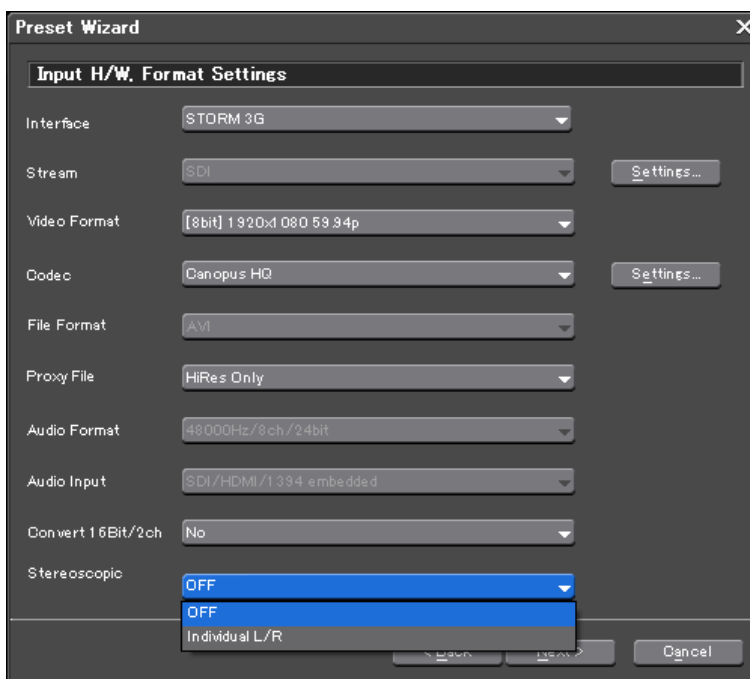 Preset Wizard
Input H/W, Format Settings
Interface STORM 3G
Stream SDI Settings...
Video Format [8bit] 1920x1080 59.94p
Codec Canopus HQ Settings...
File Format AVI
Proxy File HiRes Only
Audio Format 48000Hz/8ch/24bit
Audio Input SDI/HDMI/1394 embedded
Convert 16Bit/2ch No
Stereoscopic OFF
OFF
Individual L/R
< Back Next > Cancel